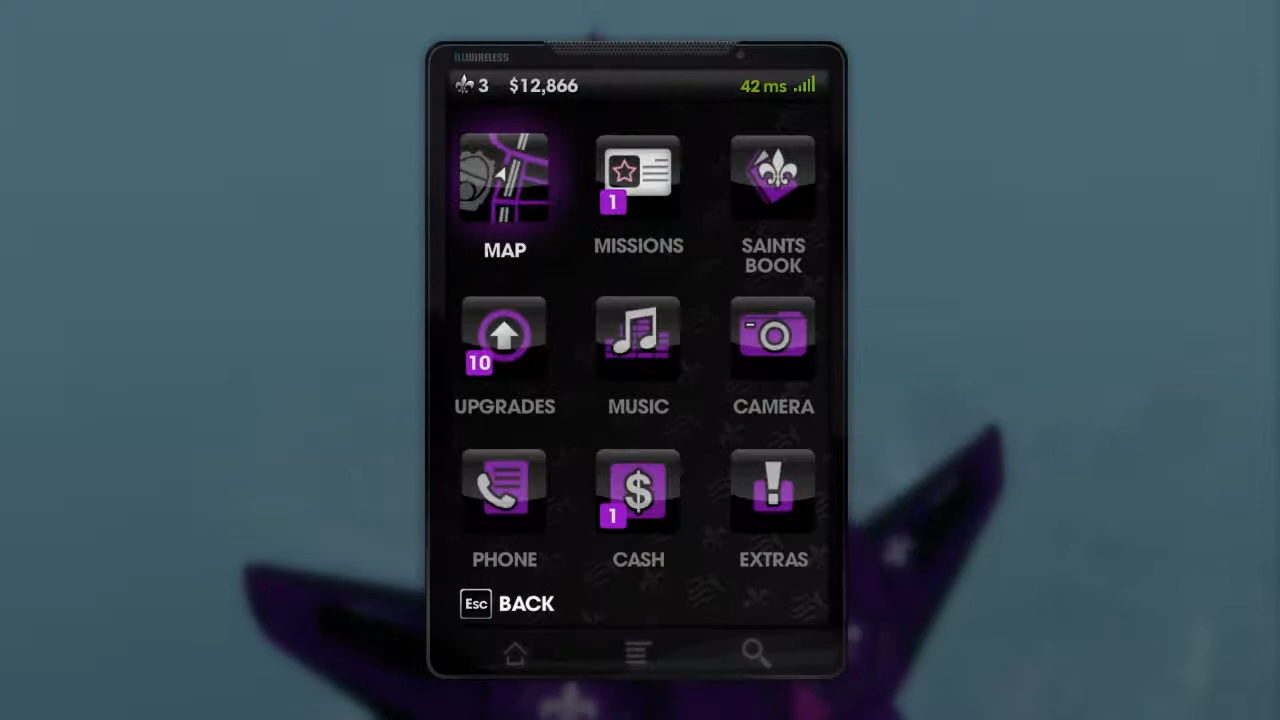 ILLWIRELESS
3 $12,866 42 ms
MAP
1
MISSIONS
SAINTS
BOOK
10
UPGRADES
MUSIC
CAMERA
PHONE
$
1
CASH
!
EXTRAS
Esc BACK